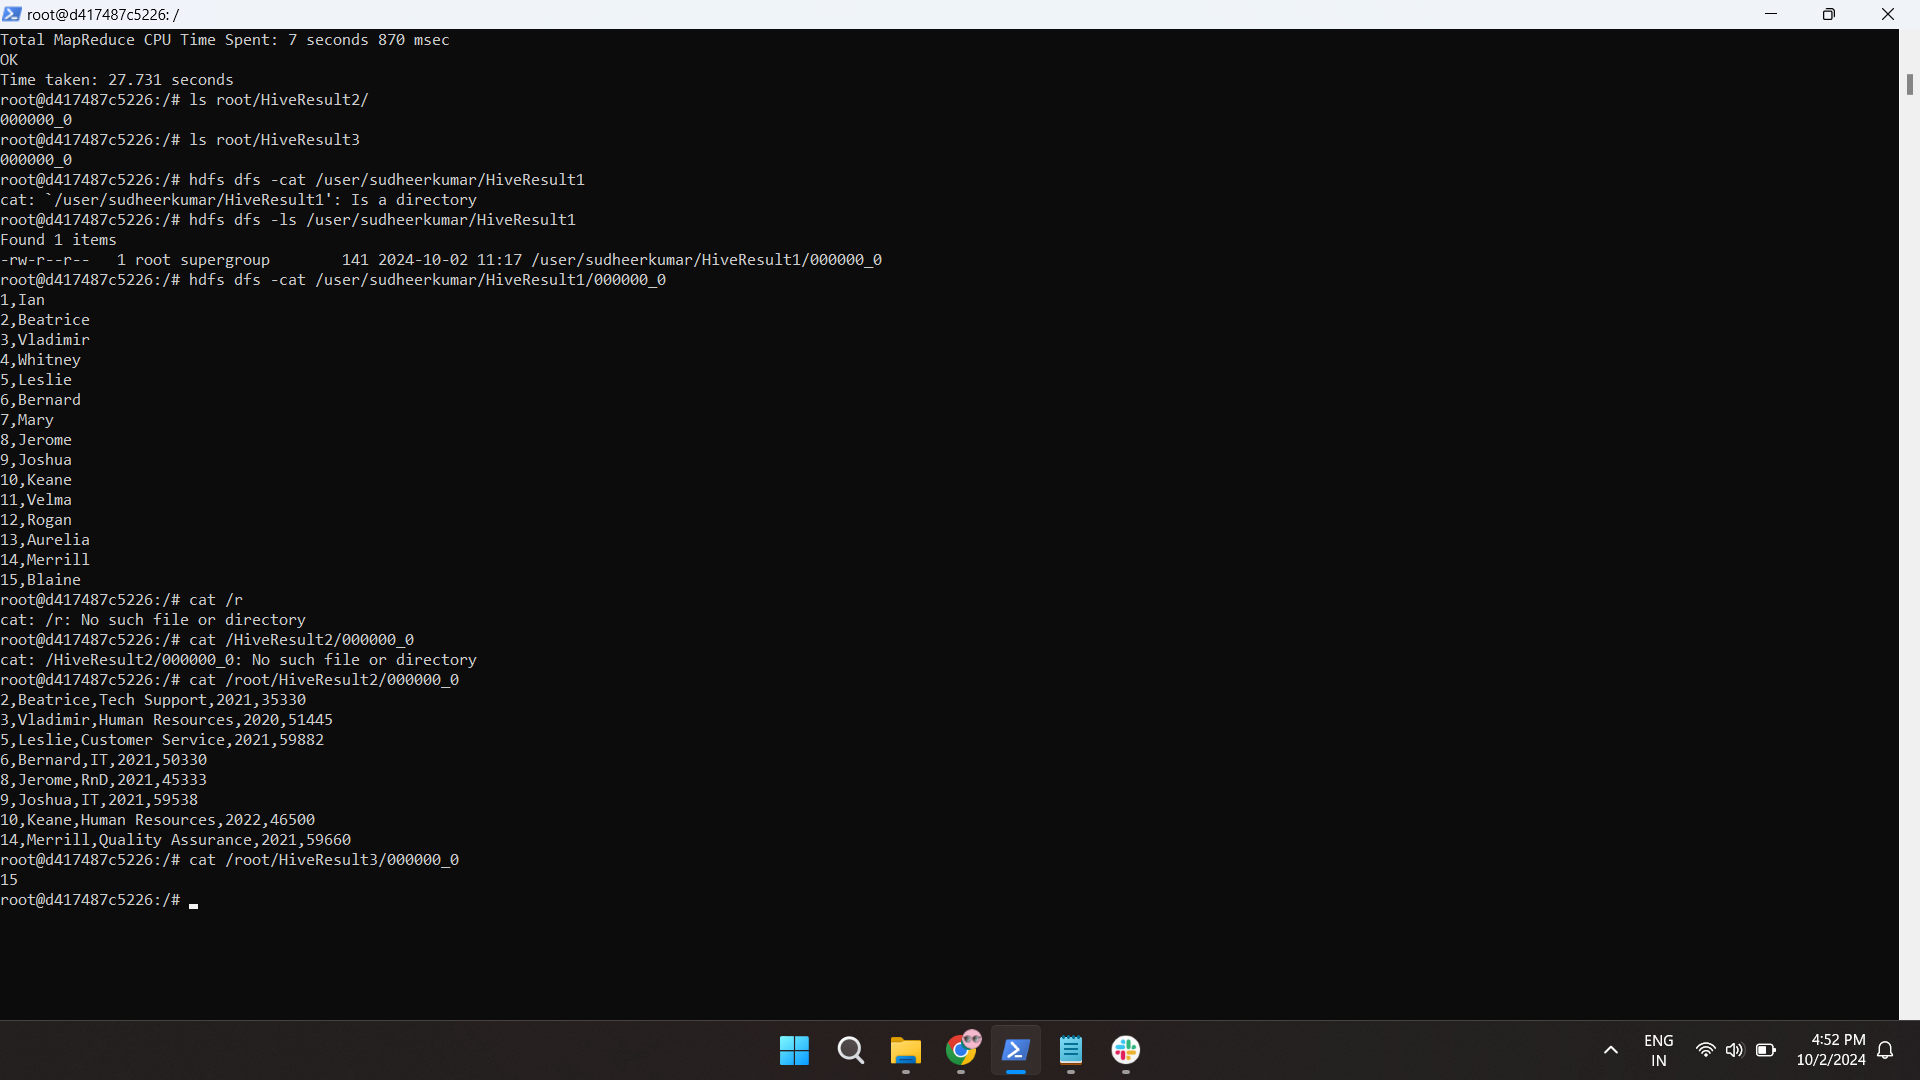 root@d417487c5226: /
Total MapReduce CPU Time Spent: 7 seconds 870 msec
OK
Time taken: 27.731 seconds
root@d417487c5226:/# ls root/HiveResult2/
000000_0
root@d417487c5226:/# ls root/HiveResult3
000000_0
root@d417487c5226:/# hdfs dfs -cat /user/sudheerkumar/HiveResult1
cat: `/user/sudheerkumar/HiveResult1': Is a directory
root@d417487c5226:/# hdfs dfs -ls /user/sudheerkumar/HiveResult1
Found 1 items
-rw-r--r--   1 root supergroup        141 2024-10-02 11:17 /user/sudheerkumar/HiveResult1/000000_0
root@d417487c5226:/# hdfs dfs -cat /user/sudheerkumar/HiveResult1/000000_0
1,Ian
2,Beatrice
3,Vladimir
4,Whitney
5,Leslie
6,Bernard
7,Mary
8,Jerome
9,Joshua
10,Keane
11,Velma
12,Rogan
13,Aurelia
14,Merrill
15,Blaine
root@d417487c5226:/# cat /r
cat: /r: No such file or directory
root@d417487c5226:/# cat /HiveResult2/000000_0
cat: /HiveResult2/000000_0: No such file or directory
root@d417487c5226:/# cat /root/HiveResult2/000000_0
2,Beatrice,Tech Support,2021,35330
3,Vladimir,Human Resources,2020,51445
5,Leslie,Customer Service,2021,59882
6,Bernard,IT,2021,50330
8,Jerome,RnD,2021,45333
9,Joshua,IT,2021,59538
10,Keane,Human Resources,2022,46500
14,Merrill,Quality Assurance,2021,59660
root@d417487c5226:/# cat /root/HiveResult3/000000_0
15
root@d417487c5226:/#
ENG
IN
4:52 PM
10/2/2024